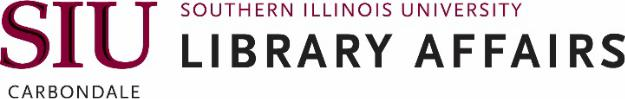 SIU
CARBONDALE
SOUTHERN ILLINOIS UNIVERSITY
LIBRARY AFFAIRS